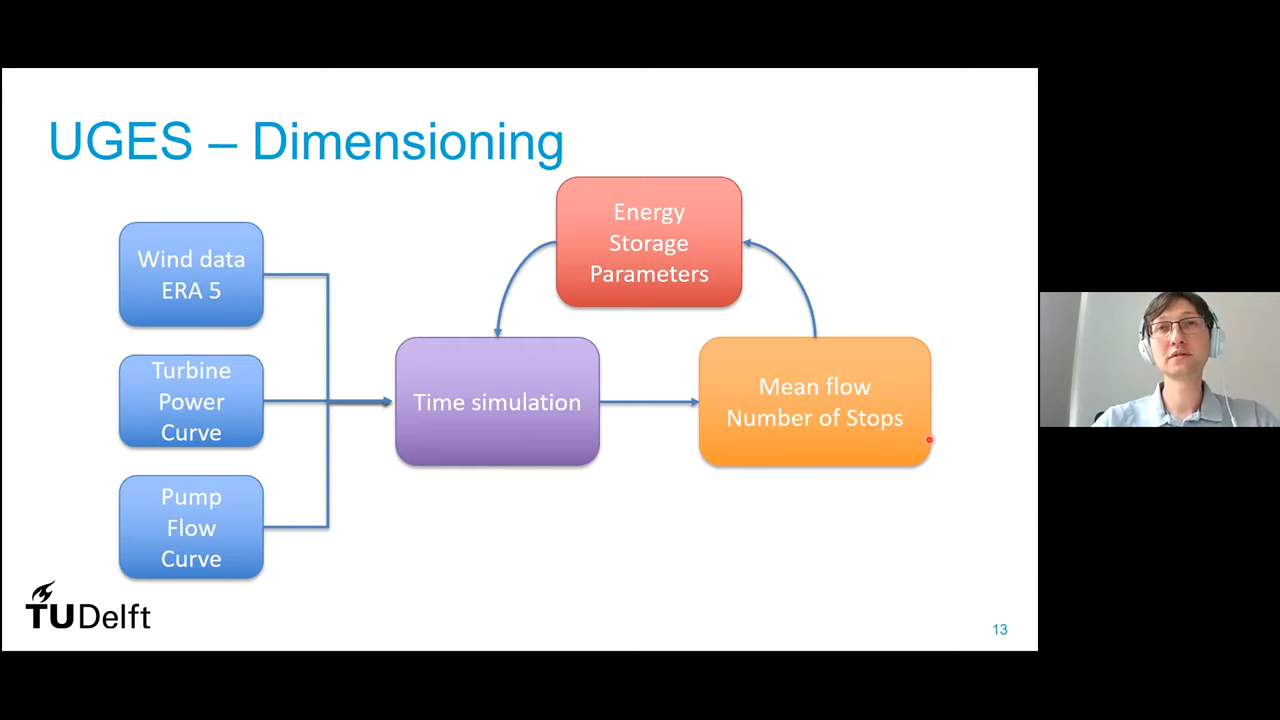 UGES – Dimensioning
Energy
Storage
Parameters
Wind data
ERA 5
Turbine
Power
Curve
Time simulation
Mean flow
Number of Stops
Pump
Flow
Curve
TUDelft
13